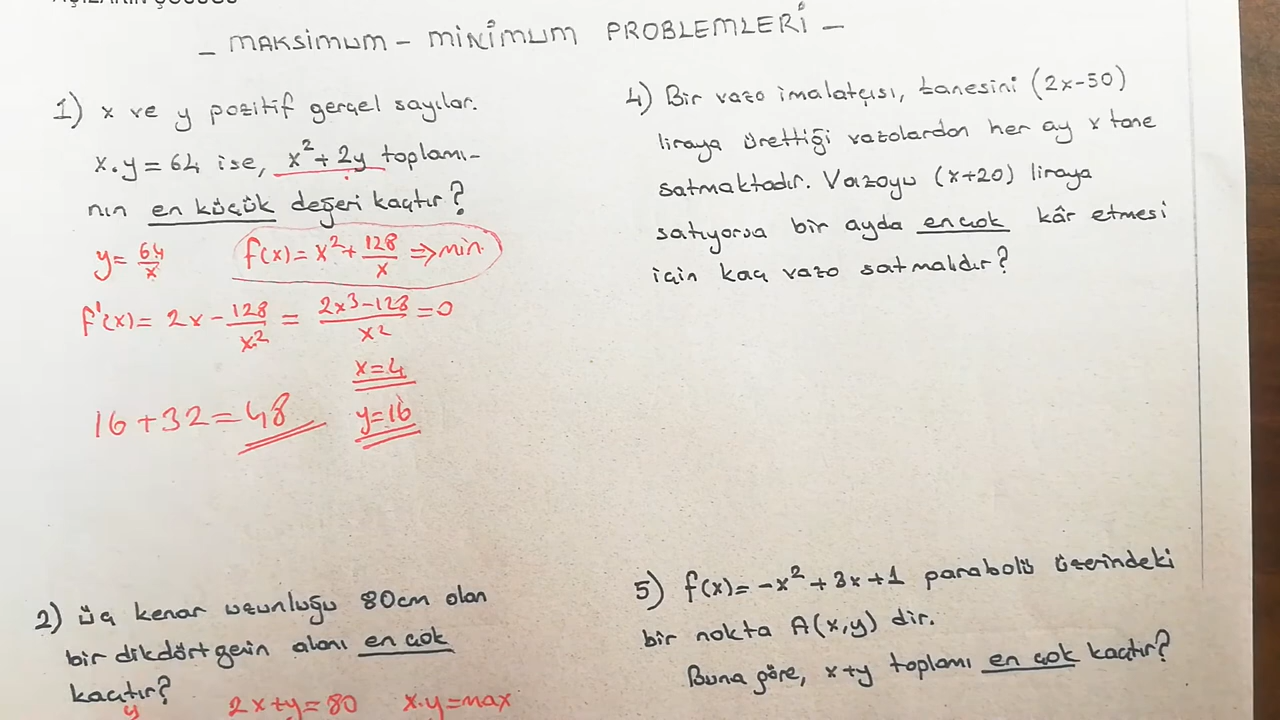 – MAKSİMUM – MİNİMUM PROBLEMLERİ –
1) x ve y pozitif gerçel sayılar.
x.y = 64 ise, x² + 2y toplamı-
nın en küçük değeri kaçtır?
y = 64/x f(x) = x² + 128/x ⇒ min.
f'(x) = 2x - 128/x² = 2x³ - 128/x² = 0
x = 4
16 + 32 = 48 y = 16
2) üç kenar uzunluğu 80cm olan
bir dikdörtgenin alanı en çok
kaçtır?
y 2x + y = 80 x.y = max
4) Bir vazo imalatçısı, tanesini (2x-50)
liraya ürettiği vazolardan her ay x tane
satmaktadır. Vazoyu (x+20) liraya
satıyorsa bir ayda en çok kâr etmesi
için kaç vazo satmalıdır?
5) f(x) = -x² + 3x + 1 parabolü üzerindeki
bir nokta A(x,y) dir.
Buna göre, x+y toplamı en çok kaçtır?